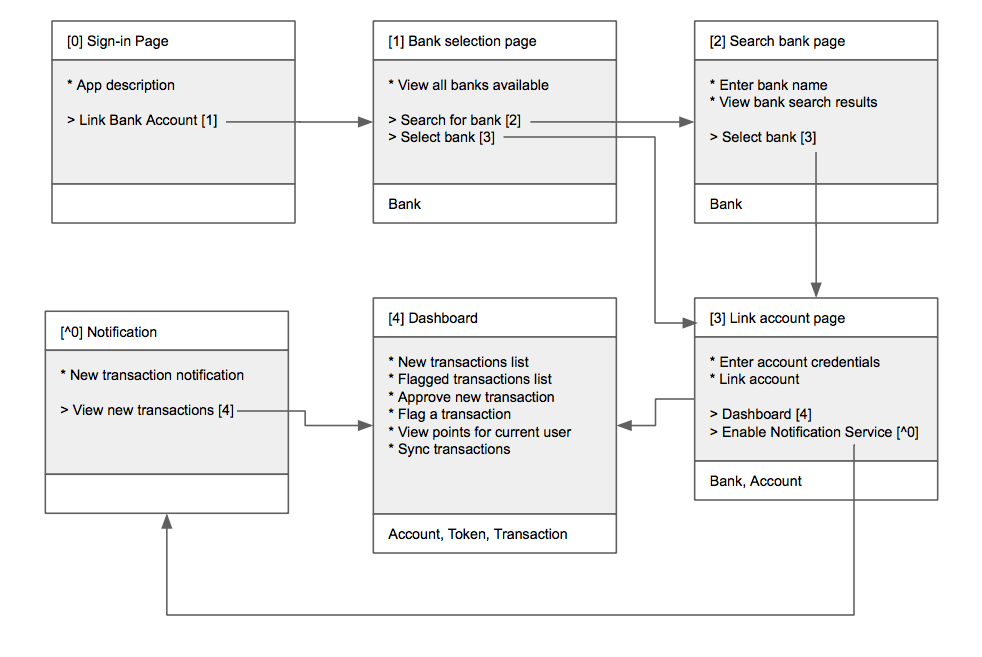 [0] Sign-in Page
* App description
> Link Bank Account [1]
[1] Bank selection page
* View all banks available
> Search for bank [2]
> Select bank [3]
Bank
[2] Search bank page
* Enter bank name
* View bank search results
> Select bank [3]
Bank
[^0] Notification
* New transaction notification
> View new transactions [4]
[4] Dashboard
* New transactions list
* Flagged transactions list
* Approve new transaction
* Flag a transaction
* View points for current user
* Sync transactions
Account, Token, Transaction
[3] Link account page
* Enter account credentials
* Link account
> Dashboard [4]
> Enable Notification Service [^0]
Bank, Account